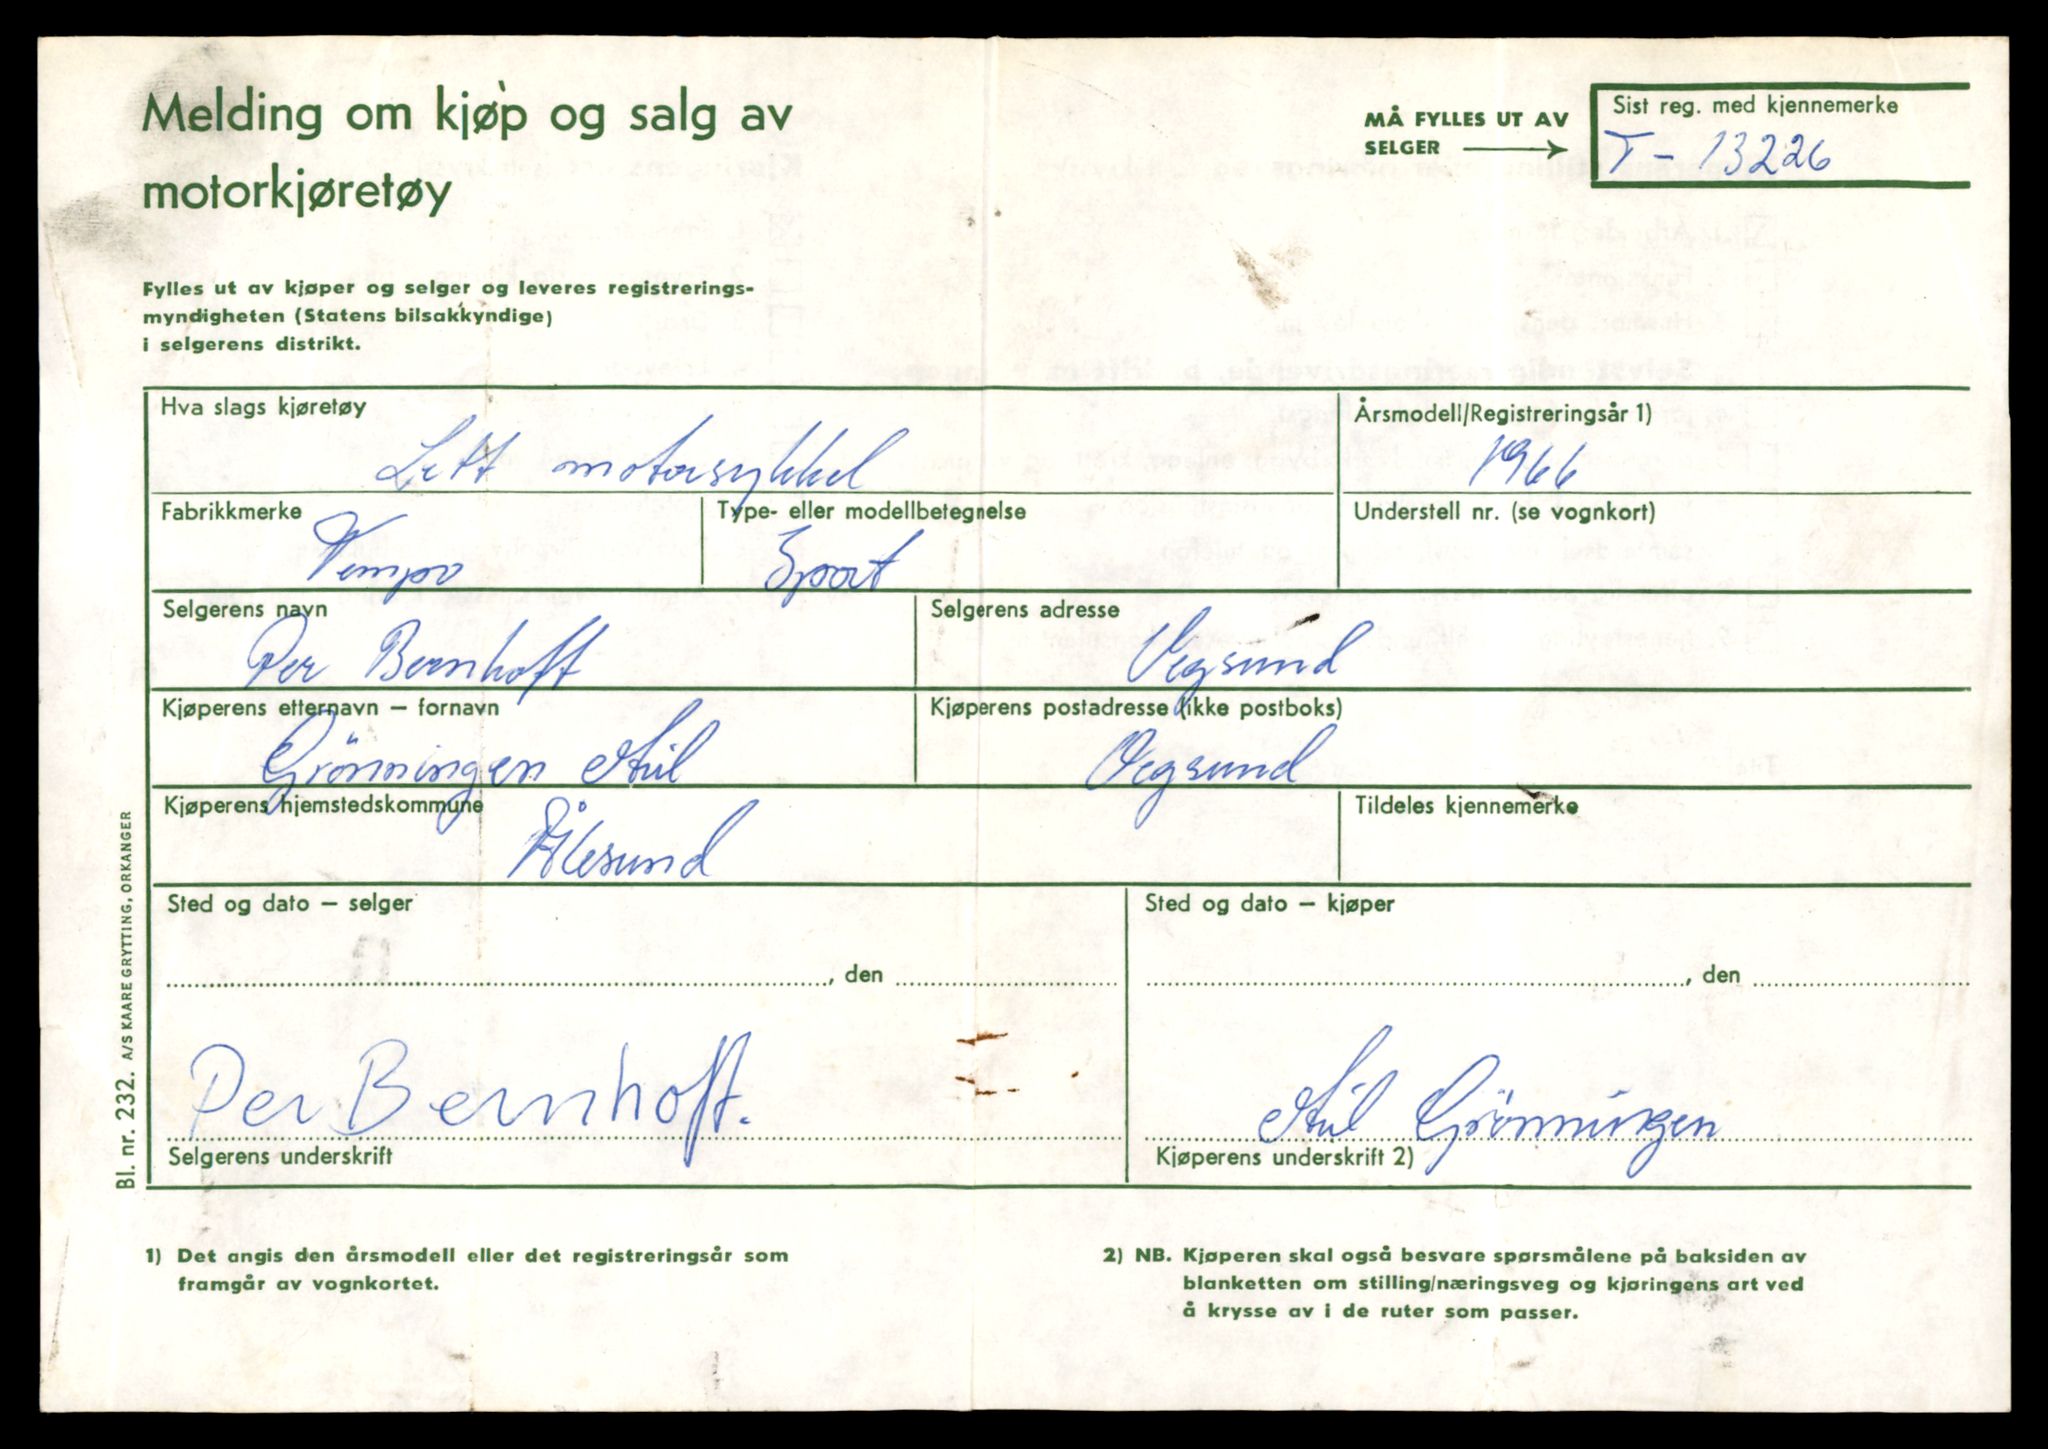 Melding om kjøp og salg av
motorkjøretøy
MÅ FYLLES UT AV
SELGER
Sist reg. med kjennemerke
T - 13226
Fylles ut av kjøper og selger og leveres registrerings-
myndigheten (Statens bilsakkyndige)
i selgerens distrikt.
Hva slags kjøretøy
Lett motorsykkel
Årsmodell/Registreringsår 1)
1966
Fabrikkmerke
Tempo
Type- eller modellbetegnelse
Sport
Understell nr. (se vognkort)
Selgerens navn
Per Bernhoft
Selgerens adresse
Vegsund
Kjøperens etternavn – fornavn
Grönningen
Kjøperens postadresse (ikke postboks)
Vegsund
Kjøperens hjemstedskommune
Ålesund
Tildeles kjennemerke
Sted og dato – selger
, den
Sted og dato – kjøper
, den
Per Bernhoft.
Selgerens underskrift
Grönningen
Kjøperens underskrift 2)
Bl. nr. 232. A/S KAARE GRYTTING, ORKANGER
1) Det angis den årsmodell eller det registreringsår som
framgår av vognkortet.
2) NB. Kjøperen skal også besvare spørsmålene på baksiden av
blanketten om stilling/næringsveg og kjøringens art ved
å krysse av i de ruter som passer.